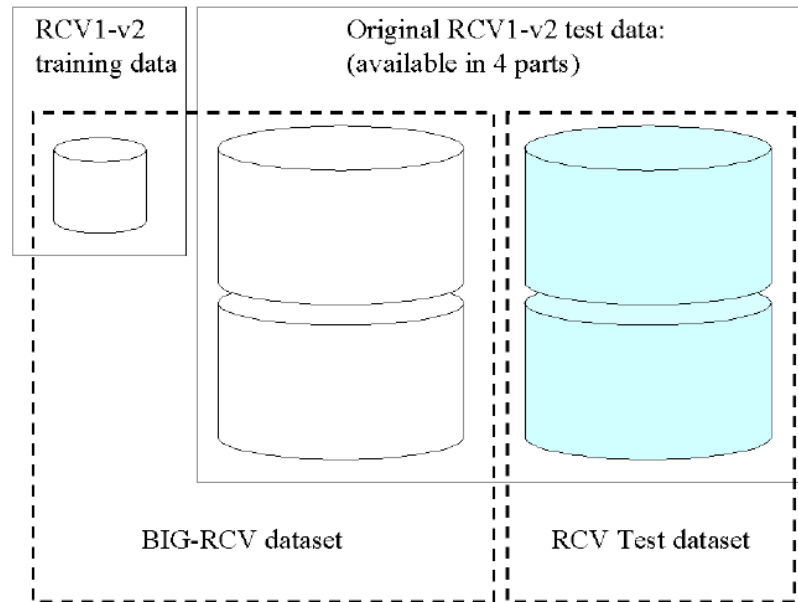 RCV1-v2
training data
Original RCV1-v2 test data:
(available in 4 parts)
BIG-RCV dataset
RCV Test dataset